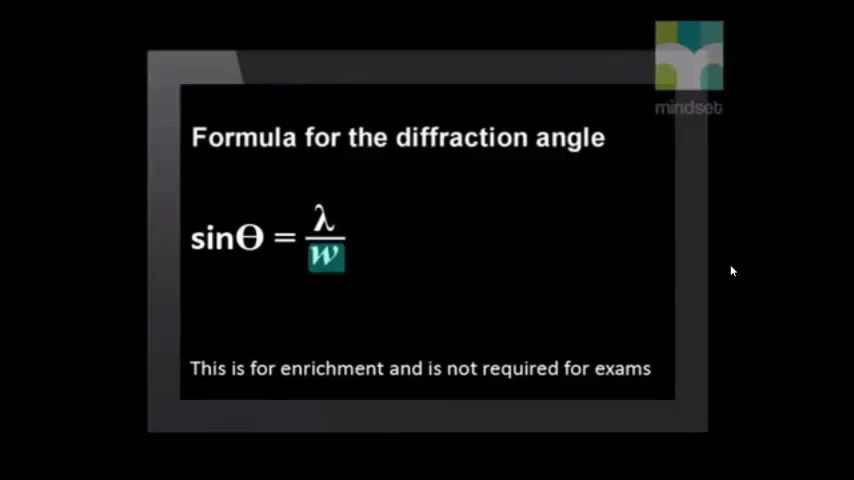 mindset
Formula for the diffraction angle
sinΘ = λ/w
This is for enrichment and is not required for exams